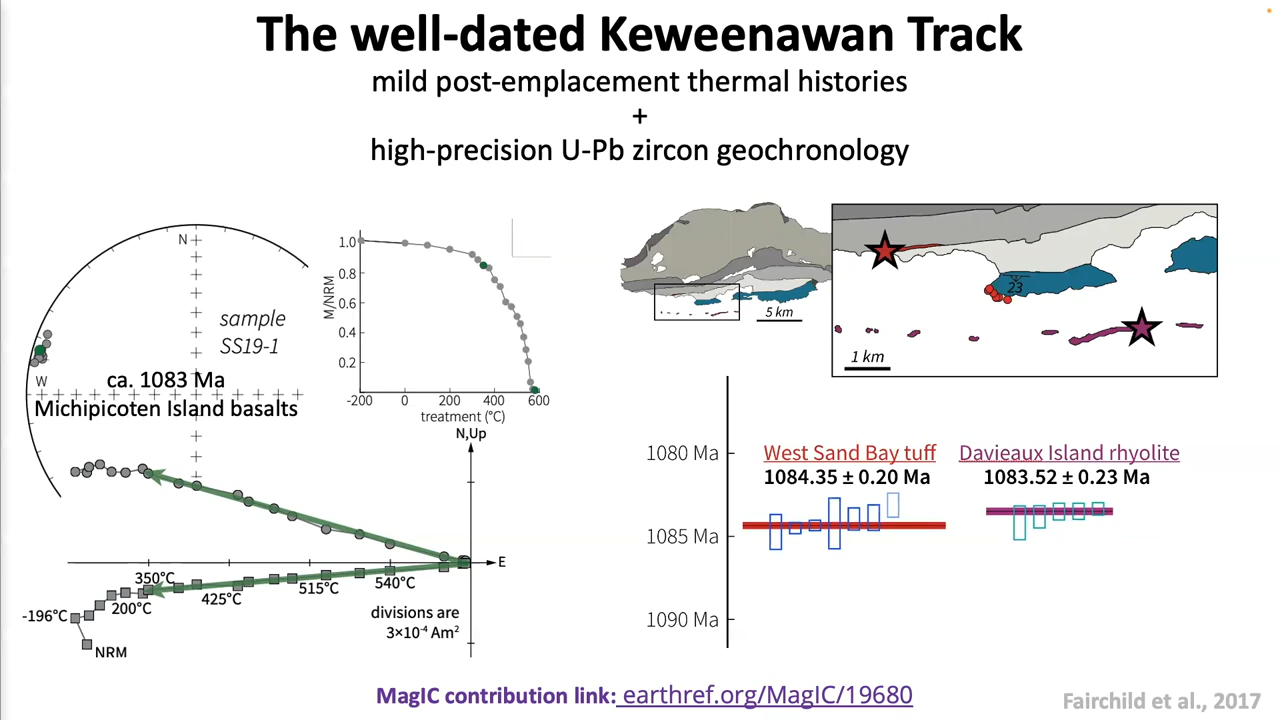 The well-dated Keweenawan Track
mild post-emplacement thermal histories
+
high-precision U-Pb zircon geochronology
N
sample
SS19-1
W
ca. 1083 Ma
Michipicoten Island basalts
1.0
0.8
0.6
0.4
0.2
M/NRM
-200 0 200 400 600
treatment (°C)
N,Up
E
350°C
200°C
425°C
515°C
540°C
-196°C
NRM
divisions are
3×10⁻⁴ Am²
5 km
23
1 km
1080 Ma
1085 Ma
1090 Ma
West Sand Bay tuff
1084.35 ± 0.20 Ma
Davieaux Island rhyolite
1083.52 ± 0.23 Ma
MagIC contribution link: earthref.org/MagIC/19680
Fairchild et al., 2017